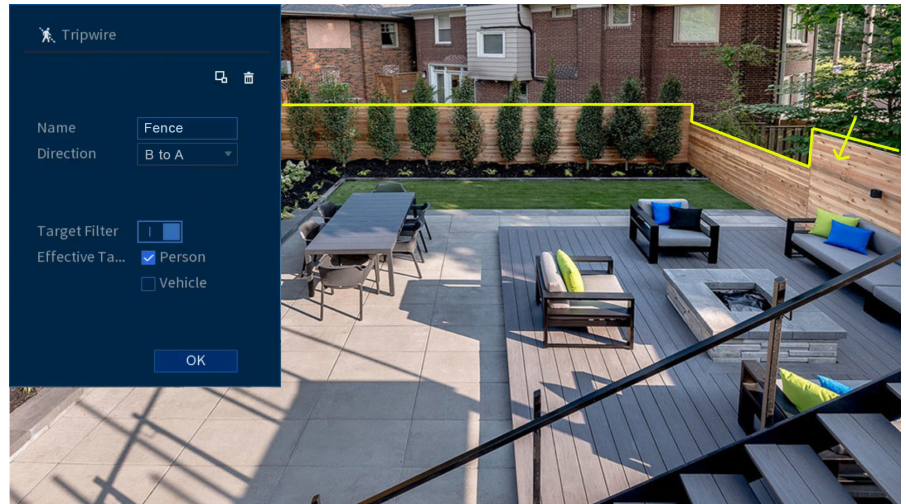 Tripwire
Name Fence
Direction B to A
Target Filter
Effective Ta... Person
Vehicle
OK